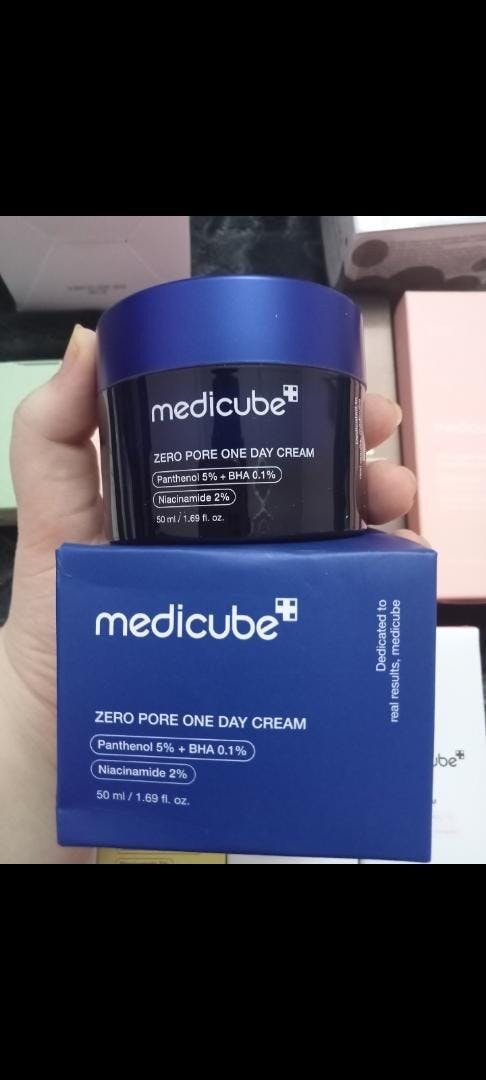 medicube
ZERO PORE ONE DAY CREAM
Panthenol 5% + BHA 0.1%
Niacinamide 2%
50 ml / 1.69 fl. oz.
medicube
Dedicated to
real results, medicube
ZERO PORE ONE DAY CREAM
Panthenol 5% + BHA 0.1%
Niacinamide 2%
50 ml / 1.69 fl. oz.
ube